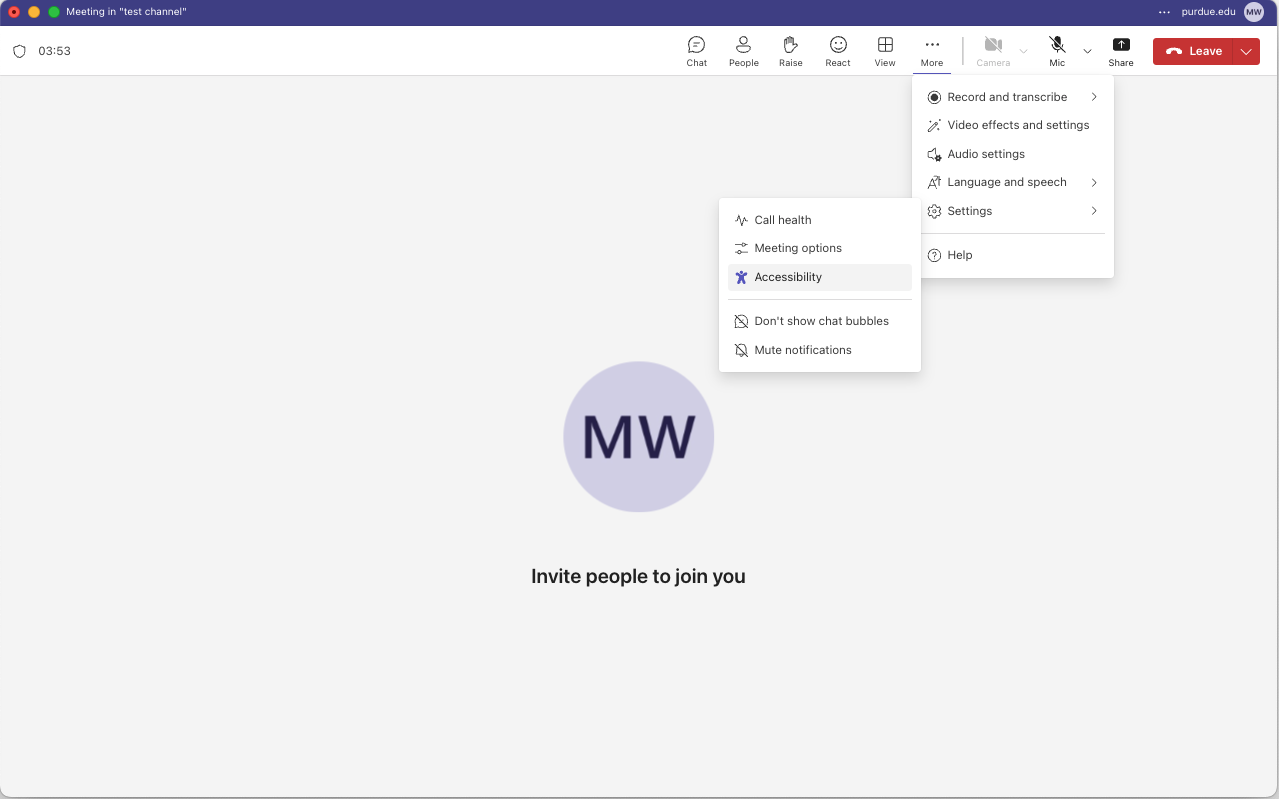 Meeting in "test channel"
purdue.edu
MW
03:53
Chat
People
Raise
React
View
More
Camera
Mic
Share
Leave
Record and transcribe
Video effects and settings
Audio settings
Language and speech
Settings
Help
Call health
Meeting options
Accessibility
Don't show chat bubbles
Mute notifications
MW
Invite people to join you